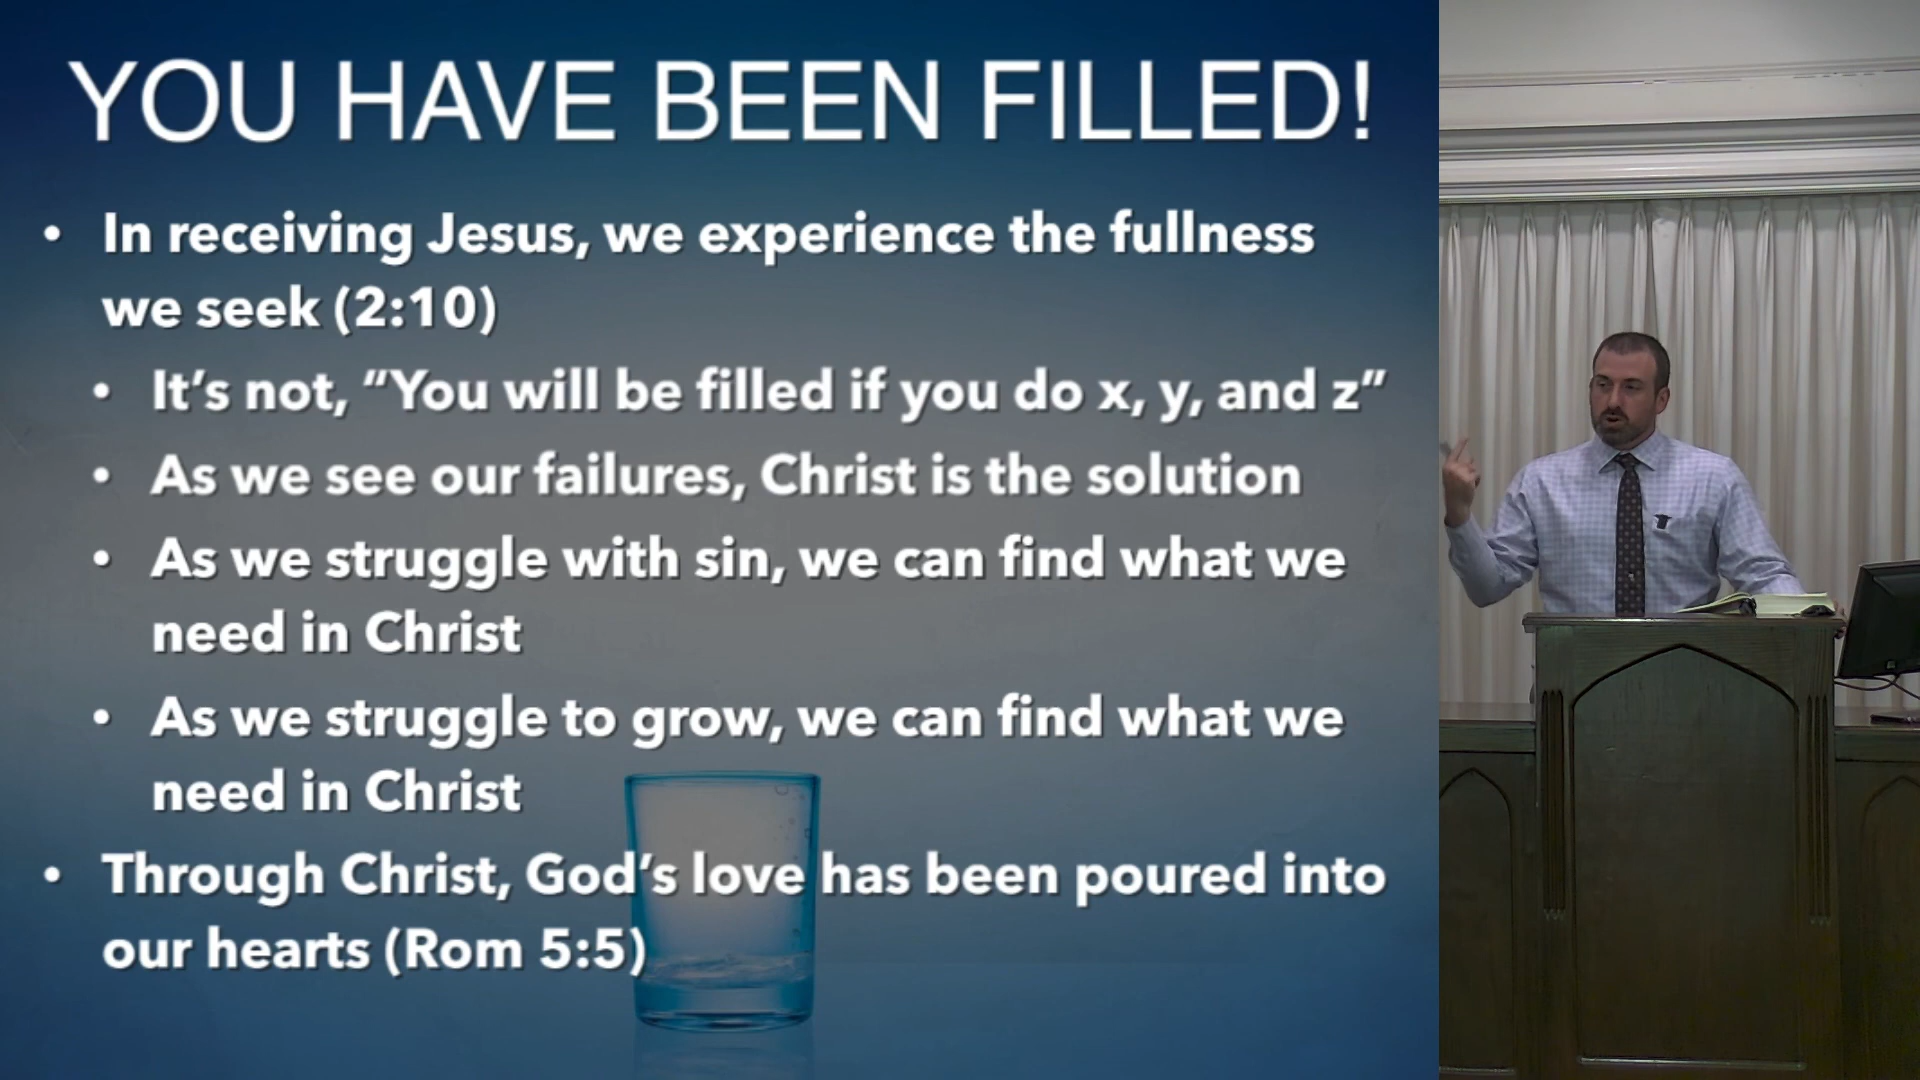 YOU HAVE BEEN FILLED!
• In receiving Jesus, we experience the fullness
we seek (2:10)
• It’s not, “You will be filled if you do x, y, and z”
• As we see our failures, Christ is the solution
• As we struggle with sin, we can find what we
need in Christ
• As we struggle to grow, we can find what we
need in Christ
• Through Christ, God’s love has been poured into
our hearts (Rom 5:5)